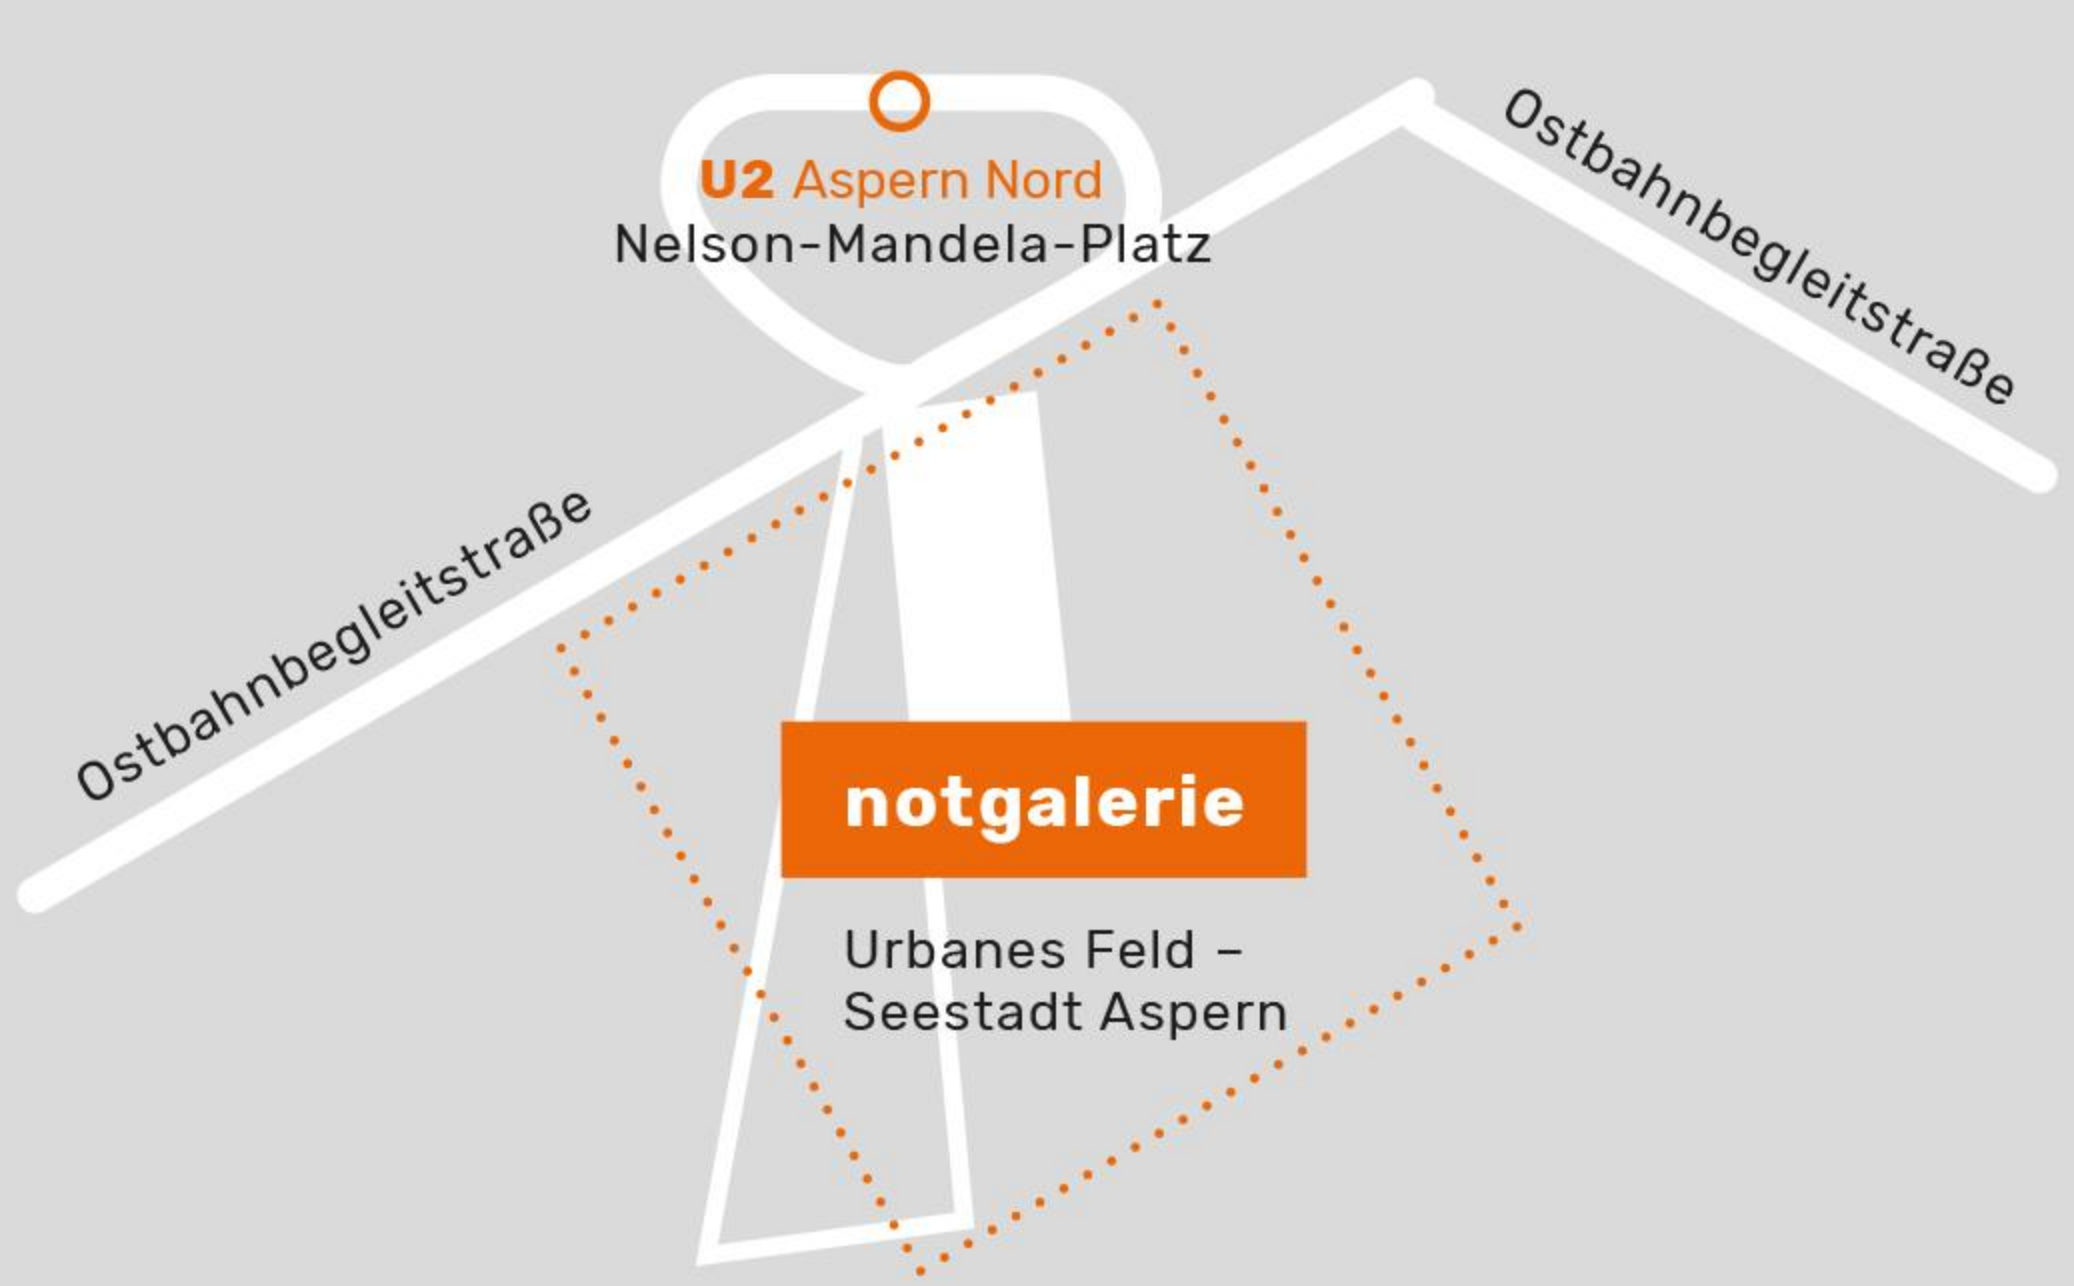 Ostbahnbegleitstraße
U2 Aspern Nord
Nelson-Mandela-Platz
Ostbahnbegleitstraße
notgalerie
Urbanes Feld –
Seestadt Aspern